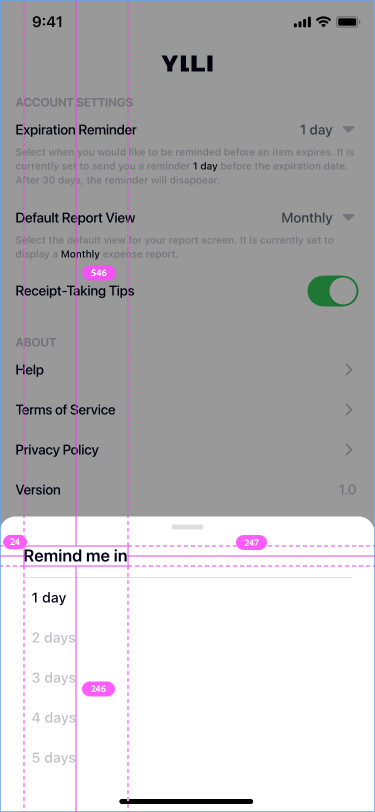 9:41
YILI
ACCOUNT SETTINGS
Expiration Reminder 1 day
Select when you would like to be reminded before an item expires. It is
currently set to send you a reminder 1 day before the expiration date.
After 30 days, the reminder will disappear.
Default Report View Monthly
Select the default view for your report screen. It is currently set to
display a Monthly expense report.
546
Receipt-Taking Tips
ABOUT
Help
Terms of Service
Privacy Policy
Version 1.0
24 247
Remind me in
1 day
2 days
3 days
246
4 days
5 days